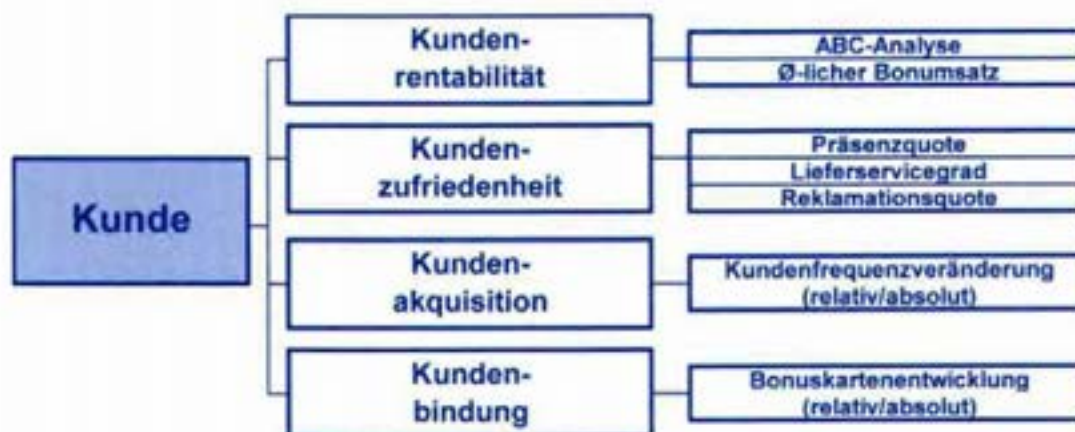 Kunde
Kunden-
rentabilität
ABC-Analyse
Ø-licher Bonumsatz
Kunden-
zufriedenheit
Präsenzquote
Lieferservicegrad
Reklamationsquote
Kunden-
akquisition
Kundenfrequenzveränderung
(relativ/absolut)
Kunden-
bindung
Bonuskartenentwicklung
(relativ/absolut)